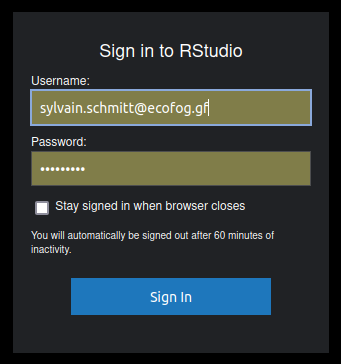 Sign in to RStudio
Username:
sylvain.schmitt@ecofog.gf
Password:
•••••••••
Stay signed in when browser closes
You will automatically be signed out after 60 minutes of
inactivity.
Sign In